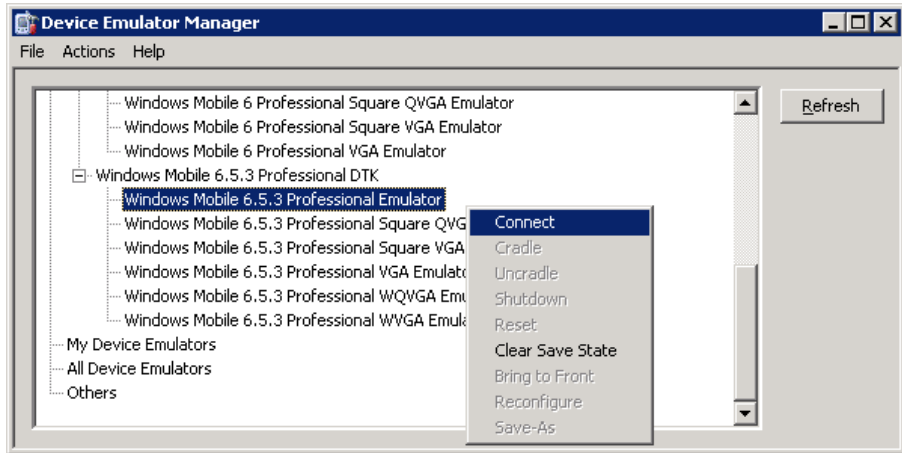 Device Emulator Manager
File Actions Help
Windows Mobile 6 Professional Square QVGA Emulator
Refresh
Windows Mobile 6 Professional Square VGA Emulator
Windows Mobile 6 Professional VGA Emulator
Windows Mobile 6.5.3 Professional DTK
Windows Mobile 6.5.3 Professional Emulator
Windows Mobile 6.5.3 Professional Square QVG
Windows Mobile 6.5.3 Professional Square VGA
Windows Mobile 6.5.3 Professional VGA Emulato
Windows Mobile 6.5.3 Professional WQVGA Emu
Windows Mobile 6.5.3 Professional WVGA Emula
My Device Emulators
All Device Emulators
Others
Connect
Cradle
Uncradle
Shutdown
Reset
Clear Save State
Bring to Front
Reconfigure
Save-As